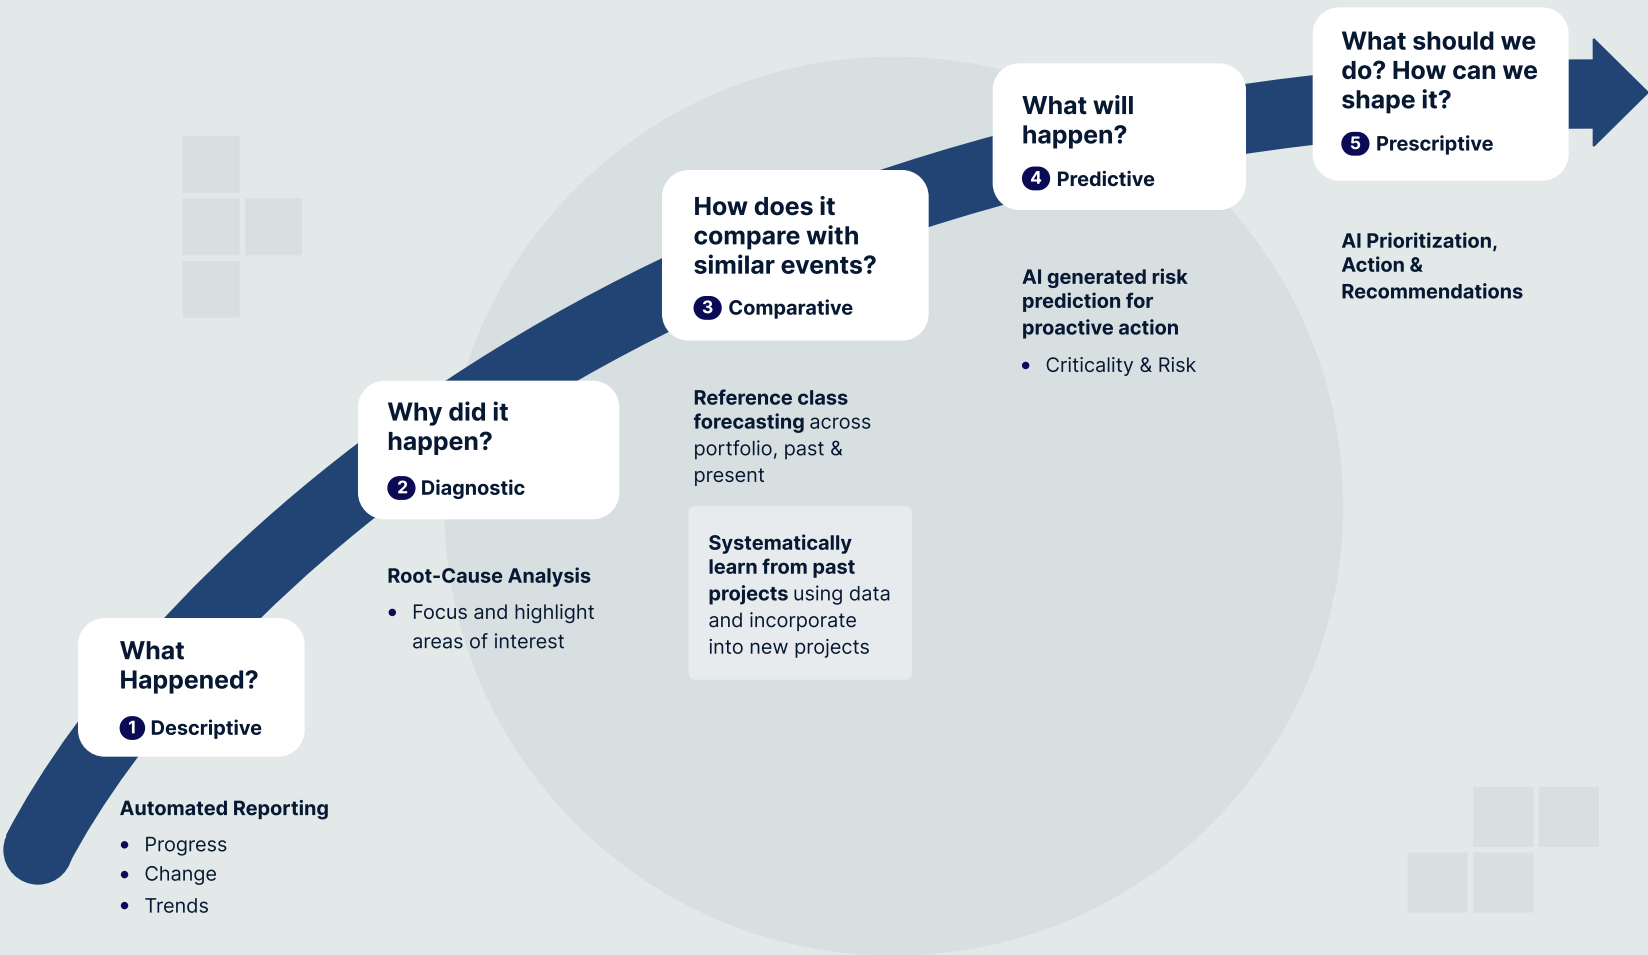 What
Happened?
1 Descriptive
Automated Reporting
• Progress
• Change
• Trends
Why did it
happen?
2 Diagnostic
Root-Cause Analysis
• Focus and highlight
areas of interest
How does it
compare with
similar events?
3 Comparative
Reference class
forecasting across
portfolio, past &
present
Systematically
learn from past
projects using data
and incorporate
into new projects
What will
happen?
4 Predictive
AI generated risk
prediction for
proactive action
• Criticality & Risk
What should we
do? How can we
shape it?
5 Prescriptive
AI Prioritization,
Action &
Recommendations